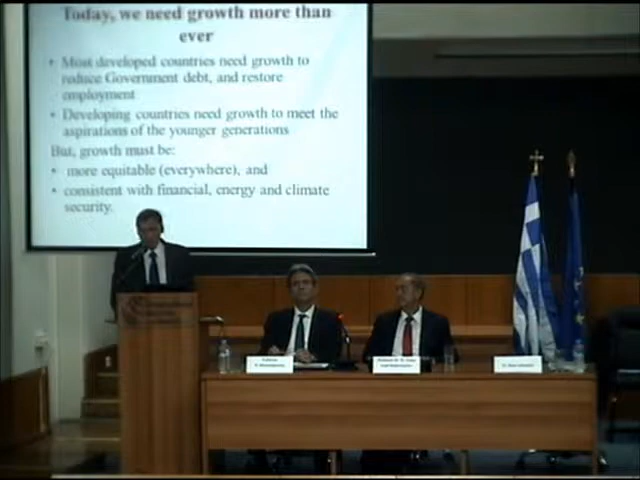 Today, we need growth more than
ever
• Most developed countries need growth to
reduce Government debt, and restore
employment
• Developing countries need growth to meet the
aspirations of the younger generations
But, growth must be:
• more equitable (everywhere), and
• consistent with financial, energy and climate
security.